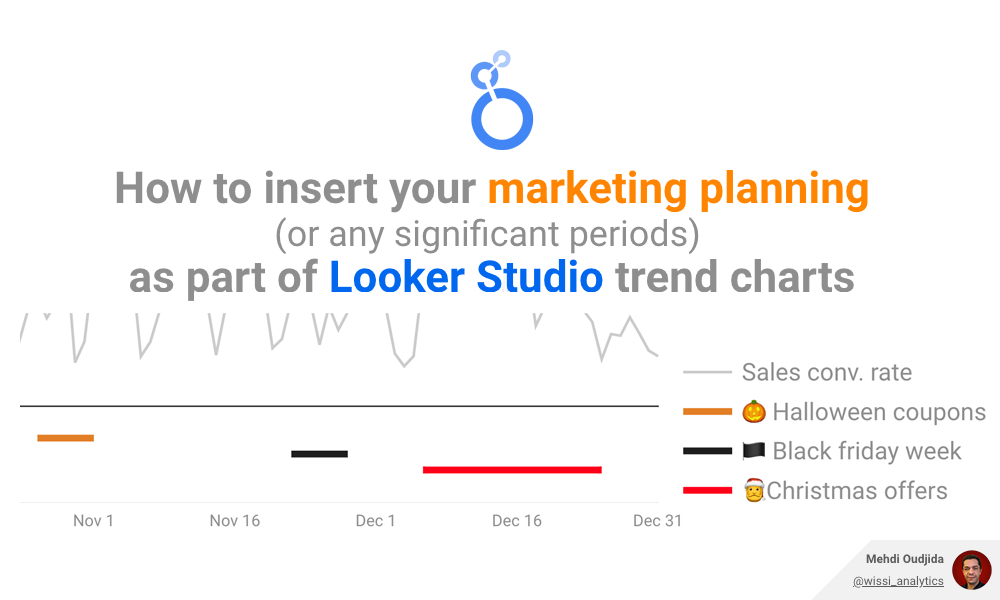 How to insert your marketing planning
(or any significant periods)
as part of Looker Studio trend charts
Sales conv. rate
🎃 Halloween coupons
🏴 Black friday week
🎅Christmas offers
Nov 1 Nov 16 Dec 1 Dec 16 Dec 31
Mehdi Oudjida
@wissi_analytics